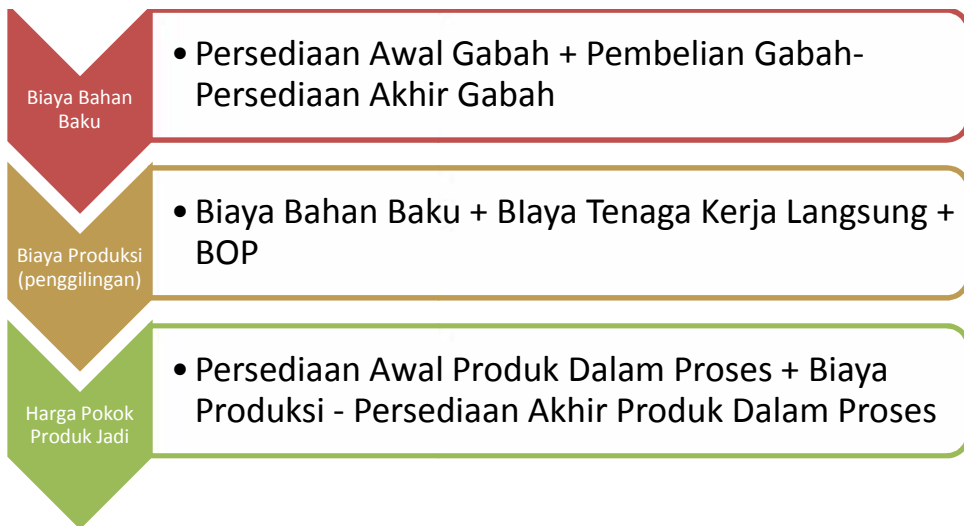 Biaya Bahan
Baku
• Persediaan Awal Gabah + Pembelian Gabah-
Persediaan Akhir Gabah
Biaya Produksi
(penggilingan)
• Biaya Bahan Baku + BIaya Tenaga Kerja Langsung +
BOP
Harga Pokok
Produk Jadi
• Persediaan Awal Produk Dalam Proses + Biaya
Produksi - Persediaan Akhir Produk Dalam Proses